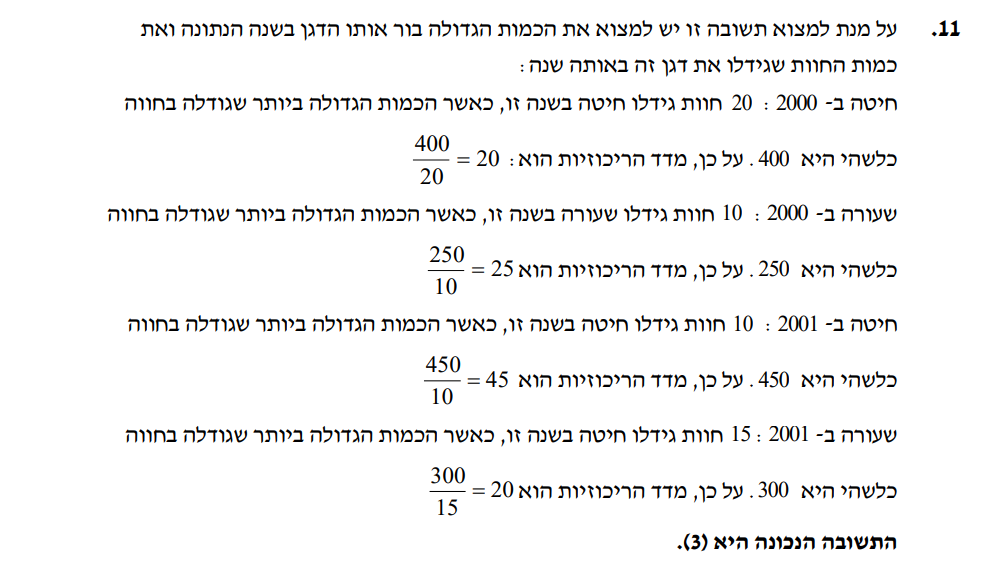 11. על מנת למצוא תשובה זו יש למצוא את הכמות הגדולה בור אותו הדגן בשנה הנתונה ואת
כמות החוות שגידלו את דגן זה באותה שנה :
חיטה ב- 2000 : 20 חוות גידלו חיטה בשנה זו, כאשר הכמות הגדולה ביותר שגודלה בחווה
כלשהי היא 400 . על כן, מדד הריכוזיות הוא : 400/20 = 20
שעורה ב- 2000 : 10 חוות גידלו שעורה בשנה זו, כאשר הכמות הגדולה ביותר שגודלה בחווה
כלשהי היא 250 . על כן, מדד הריכוזיות הוא 250/10 = 25
חיטה ב- 2001 : 10 חוות גידלו חיטה בשנה זו, כאשר הכמות הגדולה ביותר שגודלה בחווה
כלשהי היא 450 . על כן, מדד הריכוזיות הוא 450/10 = 45
שעורה ב- 2001 : 15 חוות גידלו חיטה בשנה זו, כאשר הכמות הגדולה ביותר שגודלה בחווה
כלשהי היא 300 . על כן, מדד הריכוזיות הוא 300/15 = 20
התשובה הנכונה היא (3).